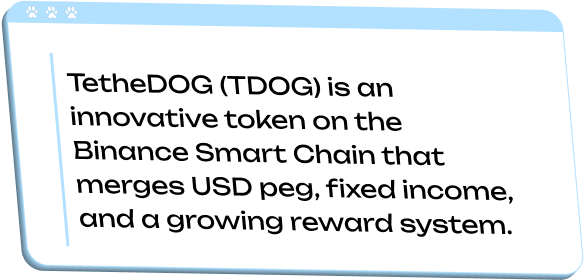 TetheDOG (TDOG) is an
innovative token on the
Binance Smart Chain that
merges USD peg, fixed income,
and a growing reward system.